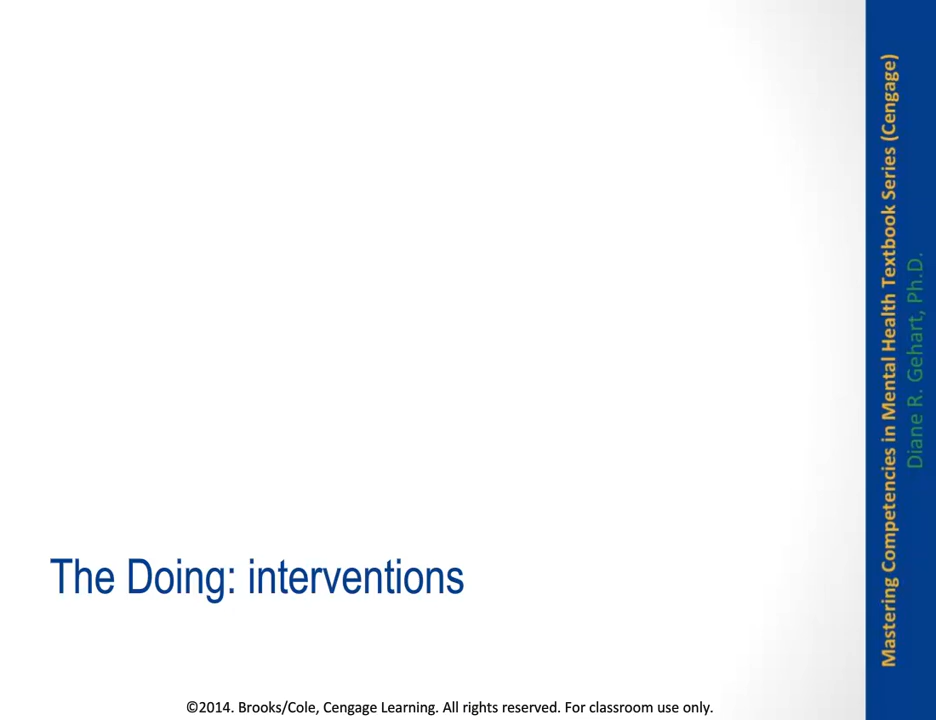 The Doing: interventions
©2014. Brooks/Cole, Cengage Learning. All rights reserved. For classroom use only.
Mastering Competencies in Mental Health Textbook Series (Cengage)
Diane R. Gehart, Ph.D.